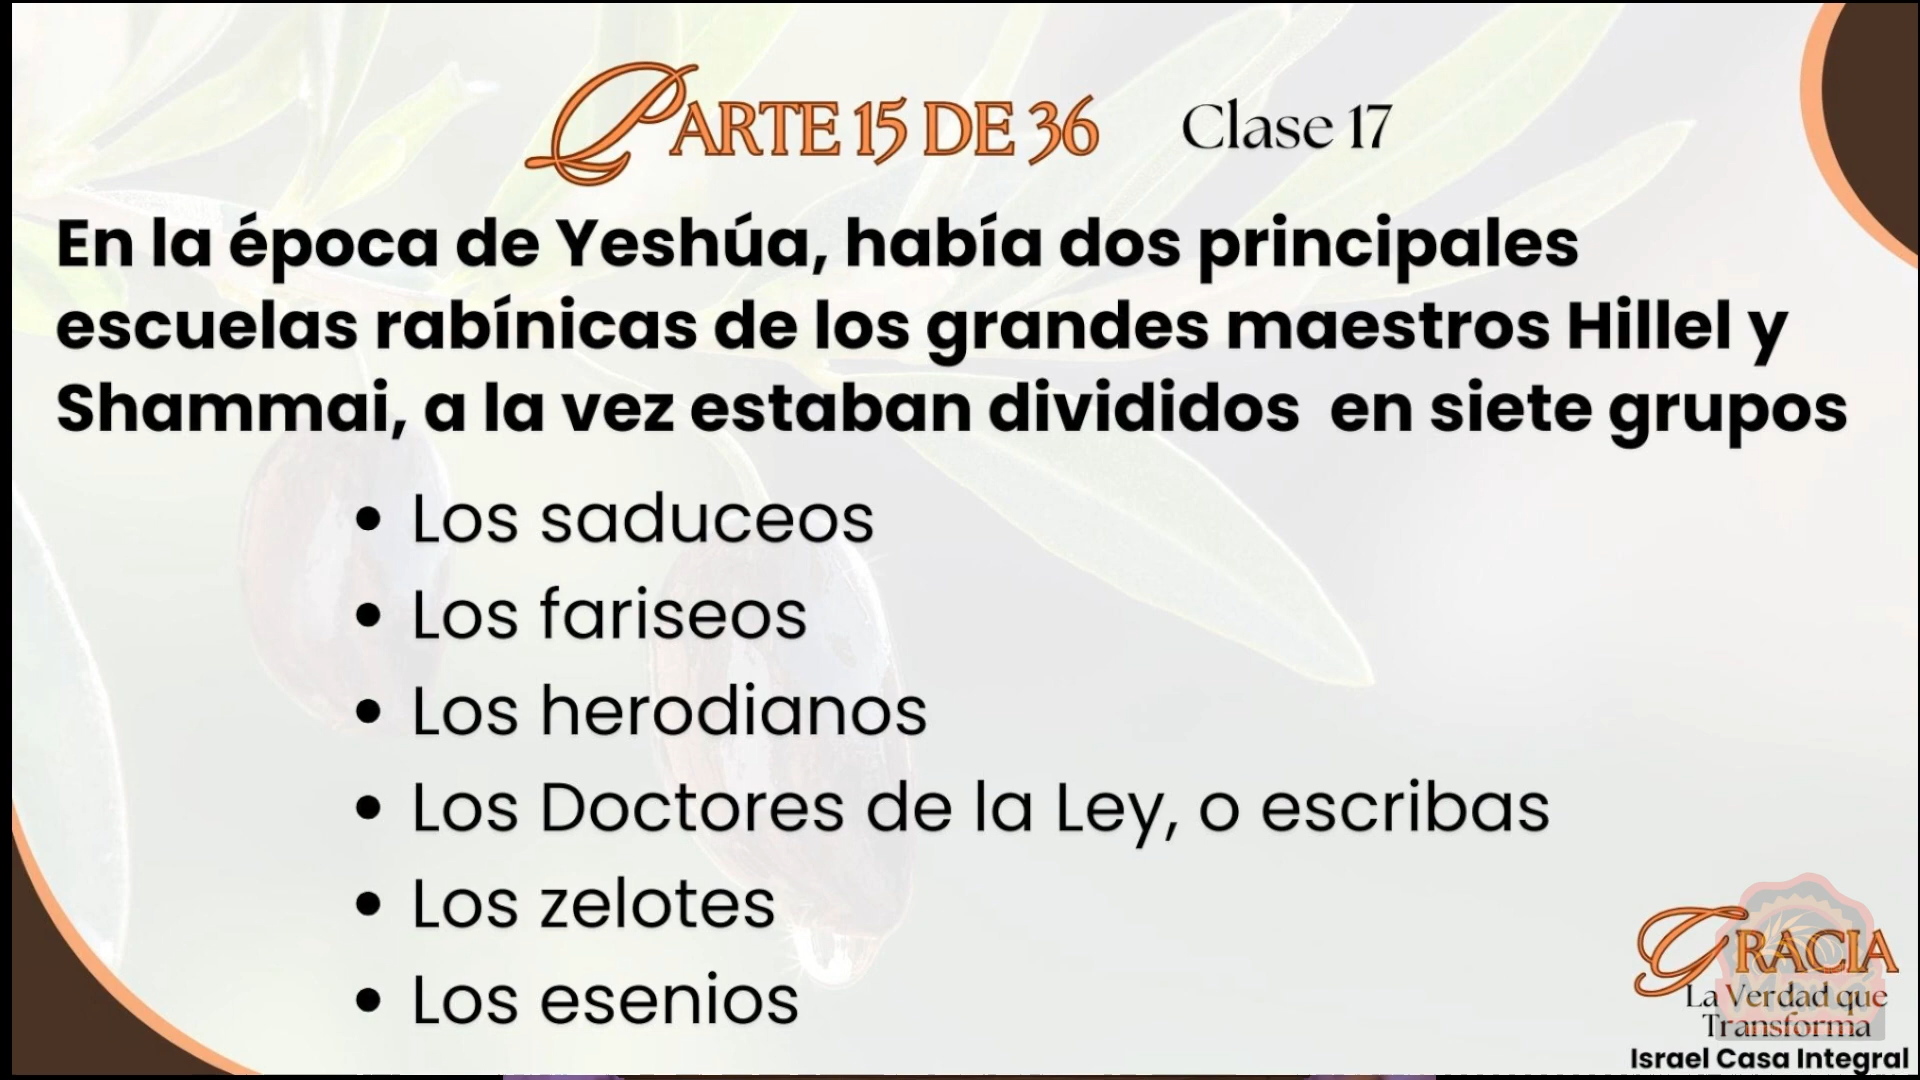 PARTE 15 DE 36 Clase 17
En la época de Yeshúa, había dos principales
escuelas rabínicas de los grandes maestros Hillel y
Shammai, a la vez estaban divididos en siete grupos
• Los saduceos
• Los fariseos
• Los herodianos
• Los Doctores de la Ley, o escribas
• Los zelotes
• Los esenios
GRACIA
La Verdad que
Transforma
Israel Casa Integral